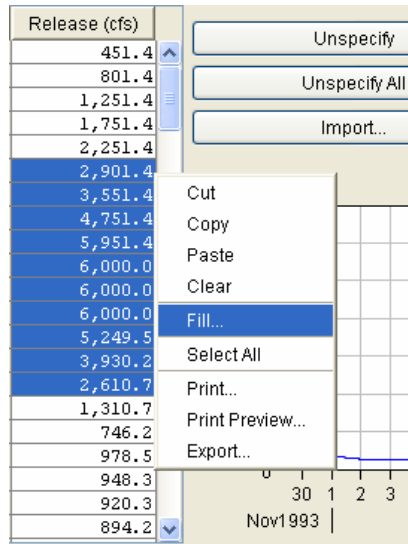 Release (cfs)
451.4
801.4
1,251.4
1,751.4
2,251.4
2,901.4
3,551.4
4,751.4
5,951.4
6,000.0
6,000.0
6,000.0
5,249.5
3,930.2
2,610.7
1,310.7
746.2
978.5
948.3
920.3
894.2
Unspecify
Unspecify All
Import...
Cut
Copy
Paste
Clear
Fill...
Select All
Print...
Print Preview...
Export...
0
30 1 2 3
Nov1993